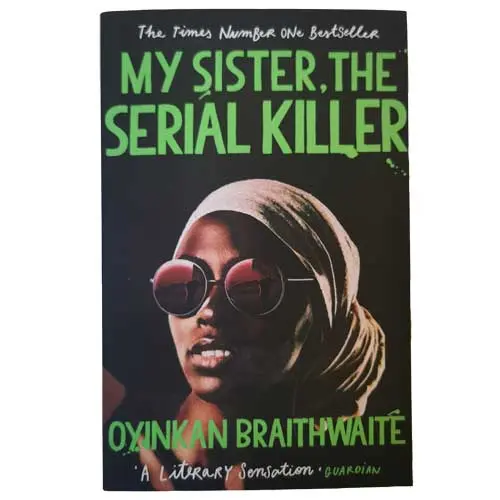 The Times Number One Bestseller
MY SISTER, THE
SERIAL KILLER
OYINKAN BRAITHWAITE
'A Literary Sensation' GUARDIAN